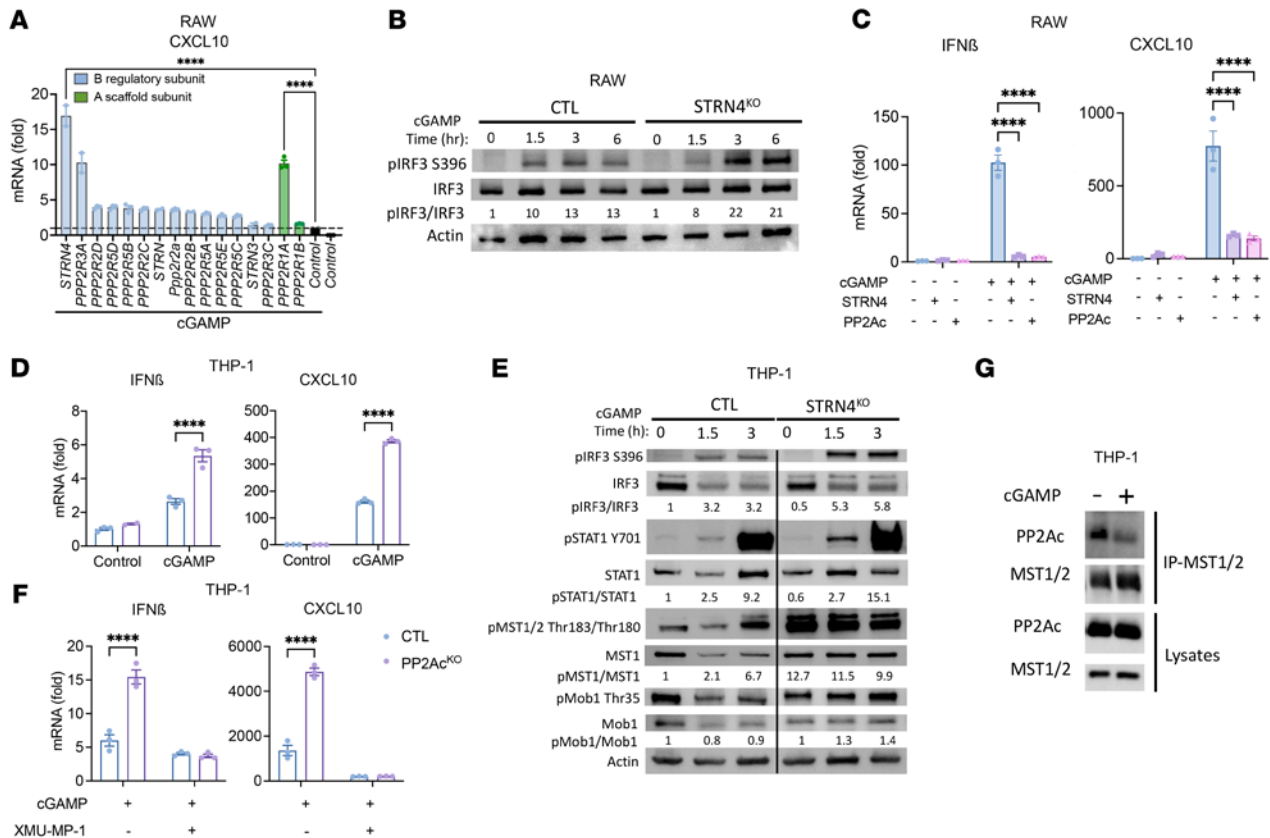 A
RAW
CXCL10
****
****
B regulatory subunit
A scaffold subunit
mRNA (fold)
20
15
10
5
0
STRN4
PPP2R3A
PPP2R2D
PPP2R5D
PPP2R5B
PPP2R2C
STRN
Ppp2r2a
PPP2R2B
PPP2R5A
PPP2R5E
PPP2R5C
STRN3
PPP2R3C
PPP2R1A
PPP2R1B
Control
Control
cGAMP
B
RAW
CTL STRN4KO
cGAMP
Time (hr): 0 1.5 3 6 0 1.5 3 6
pIRF3 S396
IRF3
pIRF3/IRF3 1 10 13 13 1 8 22 21
Actin
C
RAW
IFNß CXCL10
****
****
****
****
mRNA (fold)
150
100
50
0
1000
500
0
cGAMP - - - + + + - - - + + +
STRN4 - + - - + - - + - - + -
PP2Ac - - + - - + - - + - - +
D
THP-1
IFNß CXCL10
****
****
mRNA (fold)
8
6
4
2
0
500
400
300
200
100
0
Control cGAMP Control cGAMP
E
THP-1
CTL STRN4KO
cGAMP
Time (h): 0 1.5 3 0 1.5 3
pIRF3 S396
IRF3
pIRF3/IRF3 1 3.2 3.2 0.5 5.3 5.8
pSTAT1 Y701
STAT1
pSTAT1/STAT1 1 2.5 9.2 0.6 2.7 15.1
pMST1/2 Thr183/Thr180
MST1
pMST1/MST1 1 2.1 6.7 12.7 11.5 9.9
pMob1 Thr35
Mob1
pMob1/Mob1 1 0.8 0.9 1 1.3 1.4
Actin
F
THP-1
IFNß CXCL10
****
****
CTL
PP2AcKO
mRNA (fold)
20
15
10
5
0
6000
4000
2000
0
cGAMP + + + +
XMU-MP-1 - + - +
G
THP-1
cGAMP - +
PP2Ac
MST1/2
IP-MST1/2
PP2Ac
MST1/2
Lysates